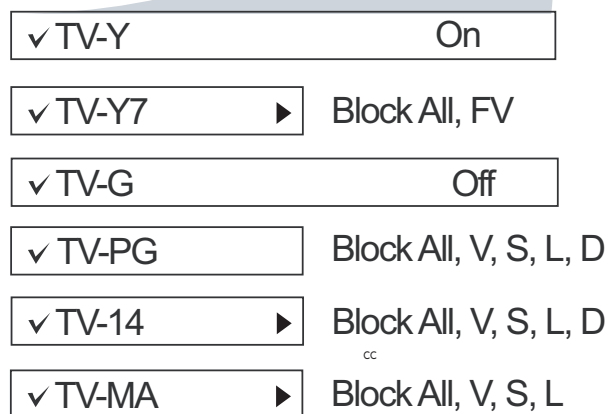 ✓ TV-Y On
✓ TV-Y7 ▶ Block All, FV
✓ TV-G Off
✓ TV-PG Block All, V, S, L, D
✓ TV-14 ▶ Block All, V, S, L, D
cc
✓ TV-MA ▶ Block All, V, S, L